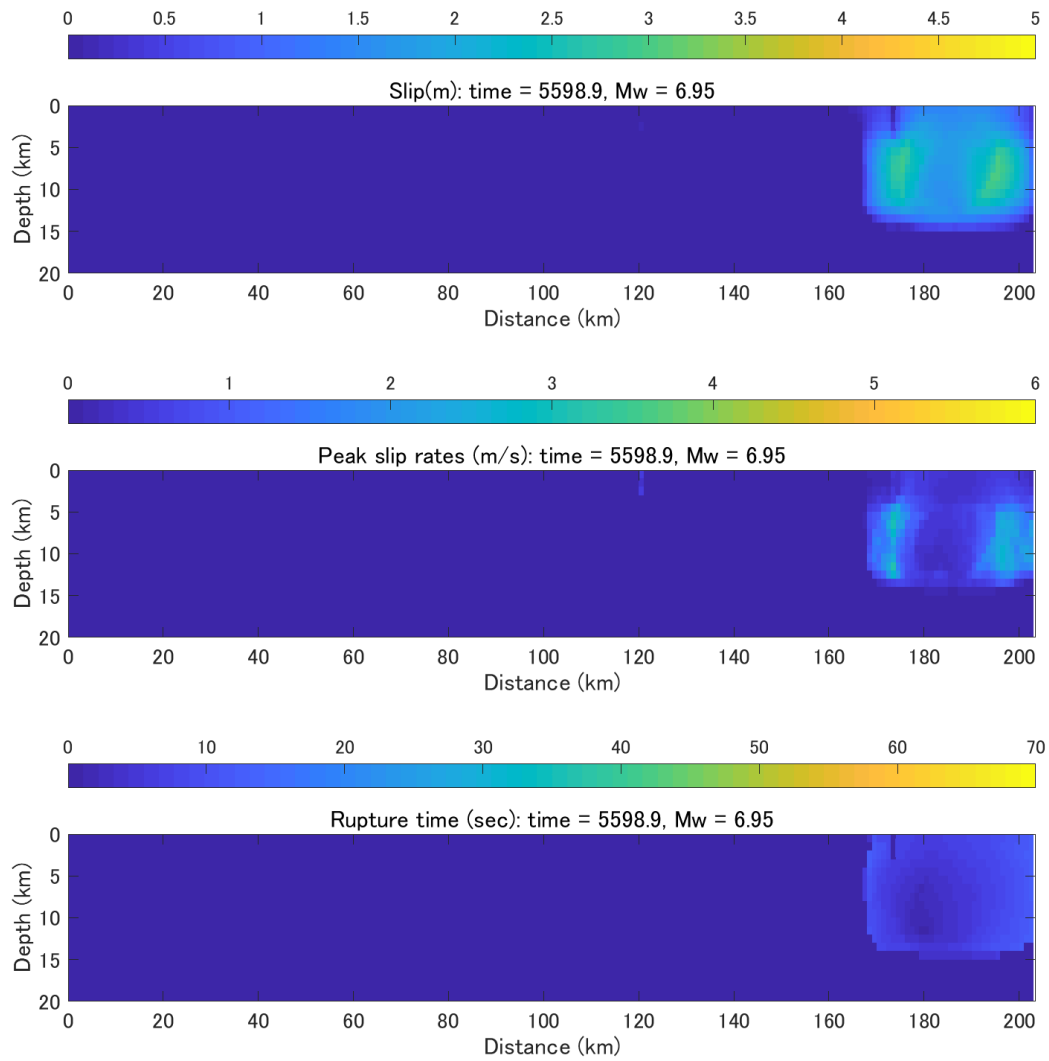 0 0.5 1 1.5 2 2.5 3 3.5 4 4.5 5
Slip(m): time = 5598.9, Mw = 6.95
0
5
10
15
20
Depth (km)
0 20 40 60 80 100 120 140 160 180 200
Distance (km)
0 1 2 3 4 5 6
Peak slip rates (m/s): time = 5598.9, Mw = 6.95
0
5
10
15
20
Depth (km)
0 20 40 60 80 100 120 140 160 180 200
Distance (km)
0 10 20 30 40 50 60 70
Rupture time (sec): time = 5598.9, Mw = 6.95
0
5
10
15
20
Depth (km)
0 20 40 60 80 100 120 140 160 180 200
Distance (km)